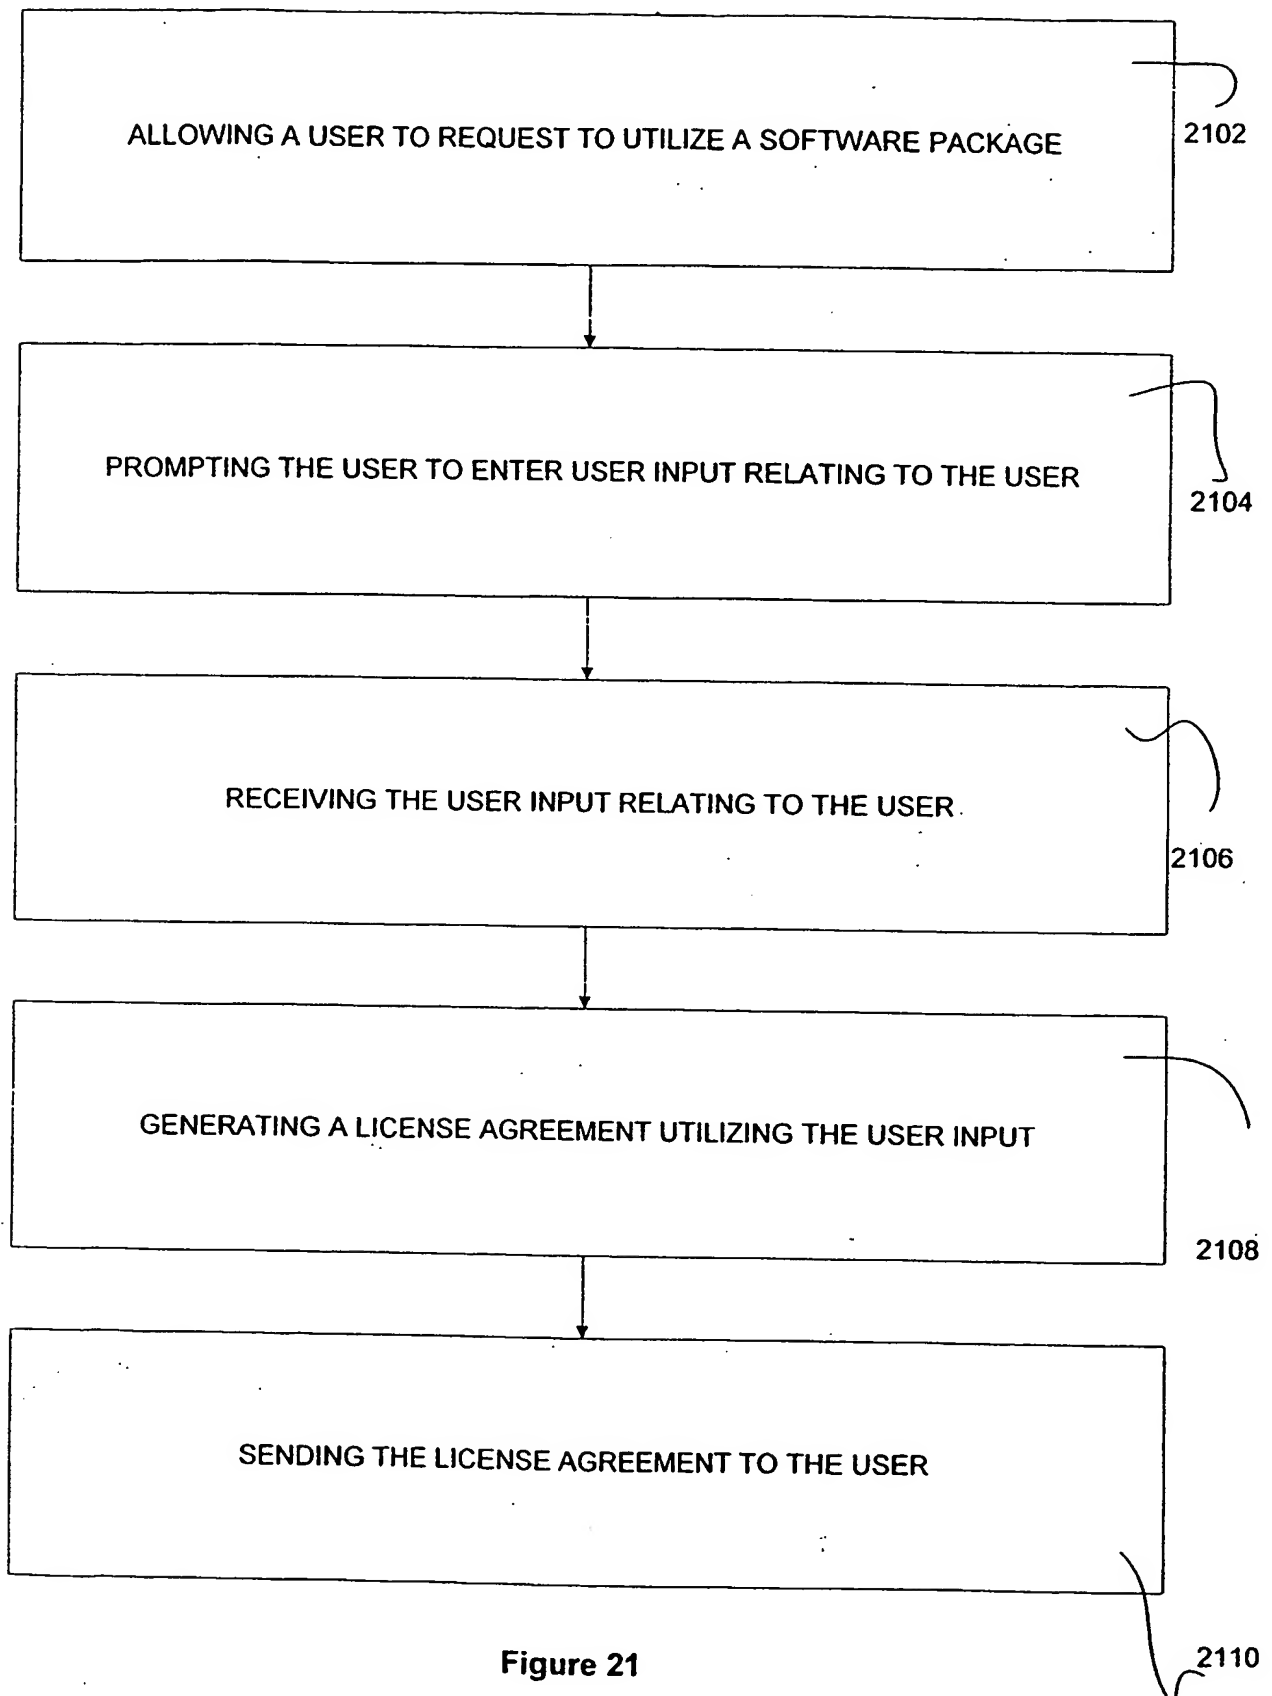 ALLOWING A USER TO REQUEST TO UTILIZE A SOFTWARE PACKAGE
2102
PROMPTING THE USER TO ENTER USER INPUT RELATING TO THE USER
2104
RECEIVING THE USER INPUT RELATING TO THE USER
2106
GENERATING A LICENSE AGREEMENT UTILIZING THE USER INPUT
2108
SENDING THE LICENSE AGREEMENT TO THE USER
2110
Figure 21